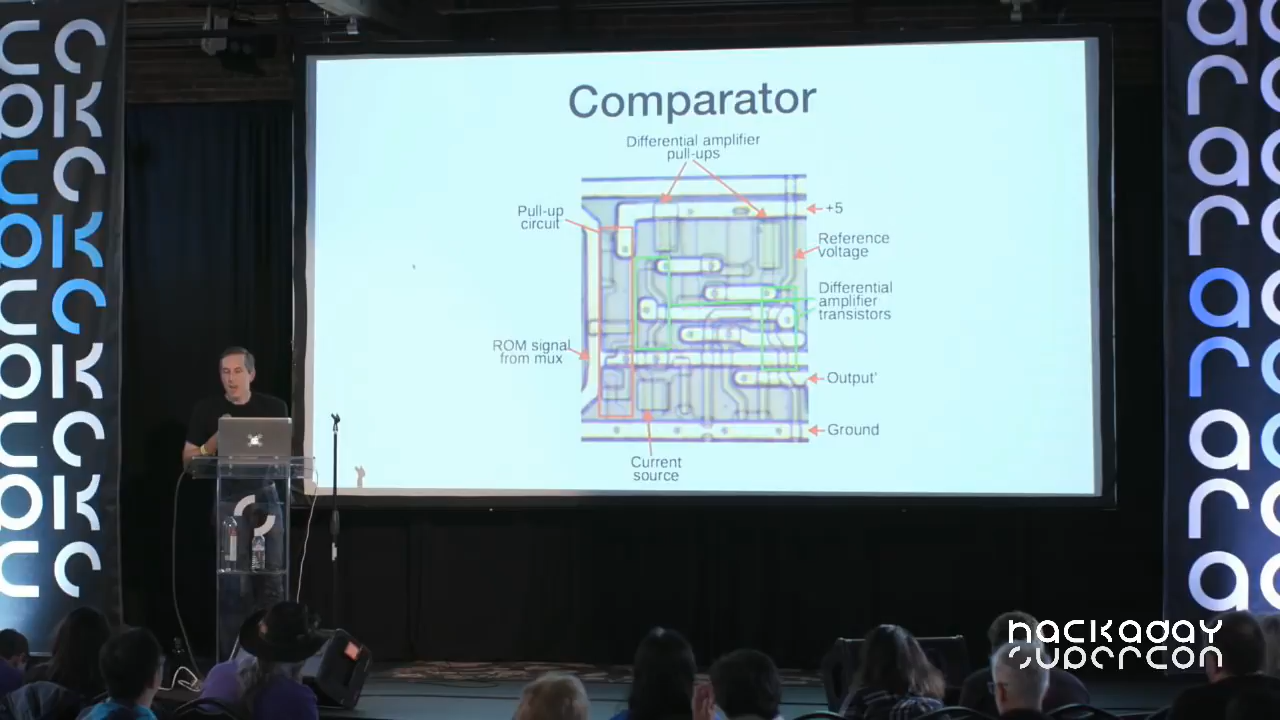 Comparator
Differential amplifier
pull-ups
Pull-up
circuit
+5
Reference
voltage
Differential
amplifier
transistors
ROM signal
from mux
Output'
Ground
Current
source
hackaday
supercon